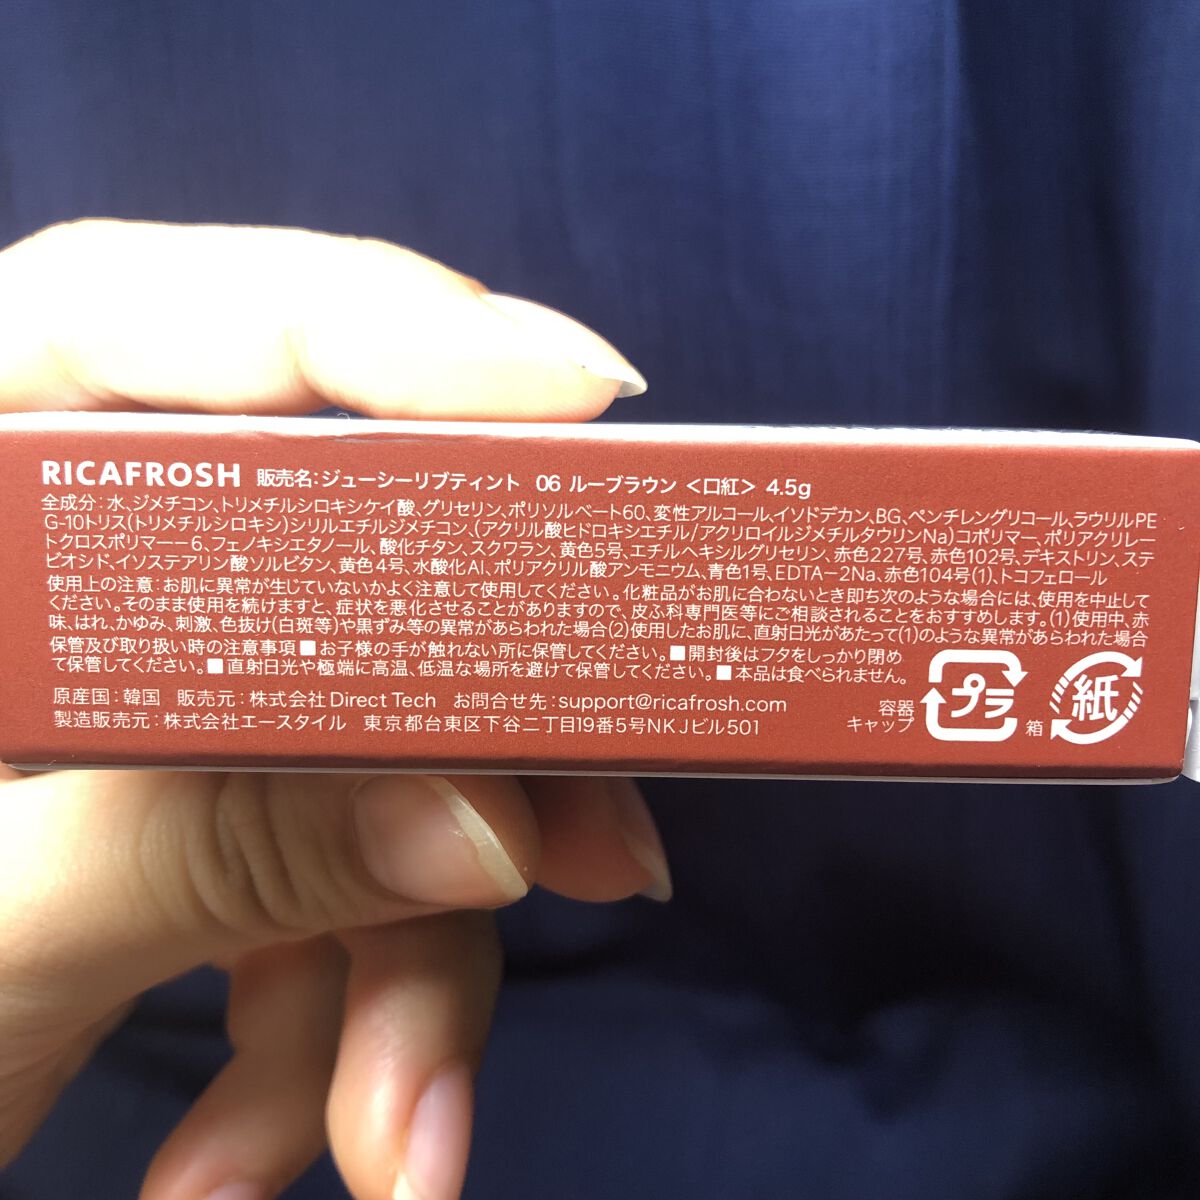 RICAFROSH 販売名:ジューシーリブティント 06 ルーブラウン <口紅> 4.5g
全成分:水、ジメチコン、トリメチルシロキシケイ酸、グリセリン、ポリソルベート60、変性アルコール、イソドデカン、BG、ペンチレングリコール、ラウリルPE
G-10トリス(トリメチルシロキシ)シリルエチルジメチコン、(アクリル酸ヒドロキシエチル/アクリロイルジメチルタウリンNa)コポリマー、ポリアクリレー
トクロスポリマー-6、フェノキシエタノール、酸化チタン、スクワラン、黄色5号、エチルヘキシルグリセリン、赤色227号、赤色102号、デキストリン、ステ
ビオシド、イソステアリン酸ソルビタン、黄色4号、水酸化Al、ポリアクリル酸アンモニウム、青色1号、EDTA-2Na、赤色104号(1)、トコフェロール
使用上の注意:お肌に異常が生じていないかよく注意して使用してください。化粧品がお肌に合わないとき即ち次のような場合には、使用を中止して
ください。そのまま使用を続けますと、症状を悪化させることがありますので、皮ふ科専門医等にご相談されることをおすすめします。(1)使用中、赤
味、はれ、かゆみ、刺激、色抜け(白斑等)や黒ずみ等の異常があらわれた場合(2)使用したお肌に、直射日光があたって(1)のような異常があらわれた場合
保管及び取り扱い時の注意事項■お子様の手が触れない所に保管してください。■開封後はフタをしっかり閉め
て保管してください。■直射日光や極端に高温、低温な場所を避けて保管してください。■本品は食べられません。
原産国:韓国 販売元:株式会社Direct Tech お問合せ先:support@ricafrosh.com
製造販売元:株式会社エースタイル 東京都台東区下谷二丁目19番5号NKJビル501
容器
キャップ
プラ
箱
紙